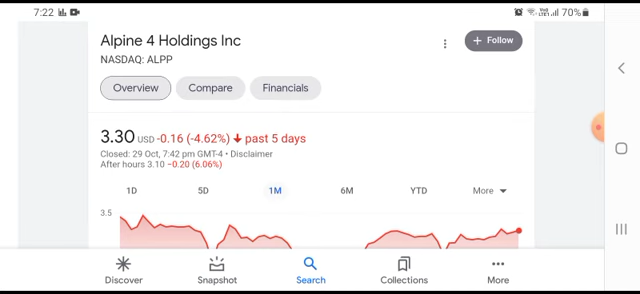 7:22 70%
Alpine 4 Holdings Inc
NASDAQ: ALPP
+ Follow
Overview Compare Financials
3.30 USD -0.16 (-4.62%) ↓ past 5 days
Closed: 29 Oct, 7:42 pm GMT-4 • Disclaimer
After hours 3.10 −0.20 (6.06%)
1D 5D 1M 6M YTD More
3.5
Discover Snapshot Search Collections More